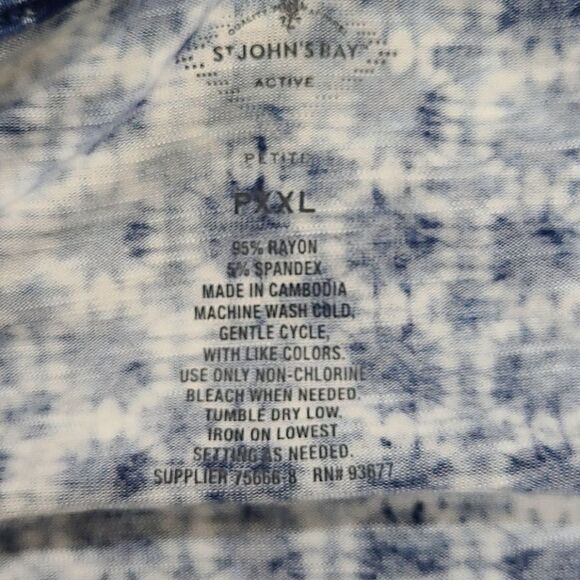 ST JOHN'S BAY
ACTIVE
PETITE
PXXL
95% RAYON
5% SPANDEX
MADE IN CAMBODIA
MACHINE WASH COLD,
GENTLE CYCLE,
WITH LIKE COLORS.
USE ONLY NON-CHLORINE
BLEACH WHEN NEEDED.
TUMBLE DRY LOW.
IRON ON LOWEST
SETTING AS NEEDED.
SUPPLIER 75666-8 RN# 93677